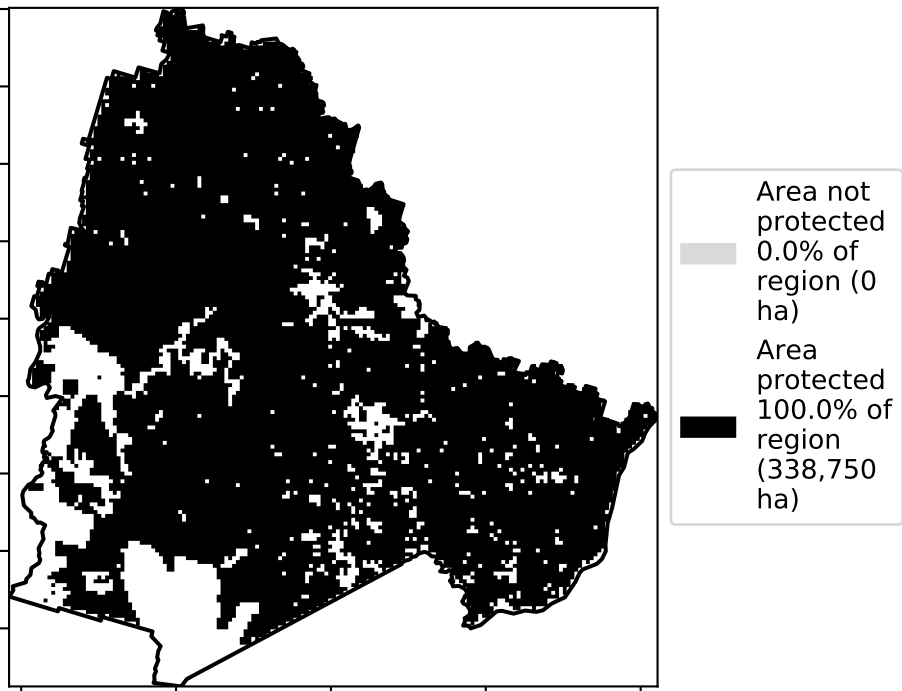 Area not
protected
0.0% of
region (0
ha)
Area
protected
100.0% of
region
(338,750
ha)